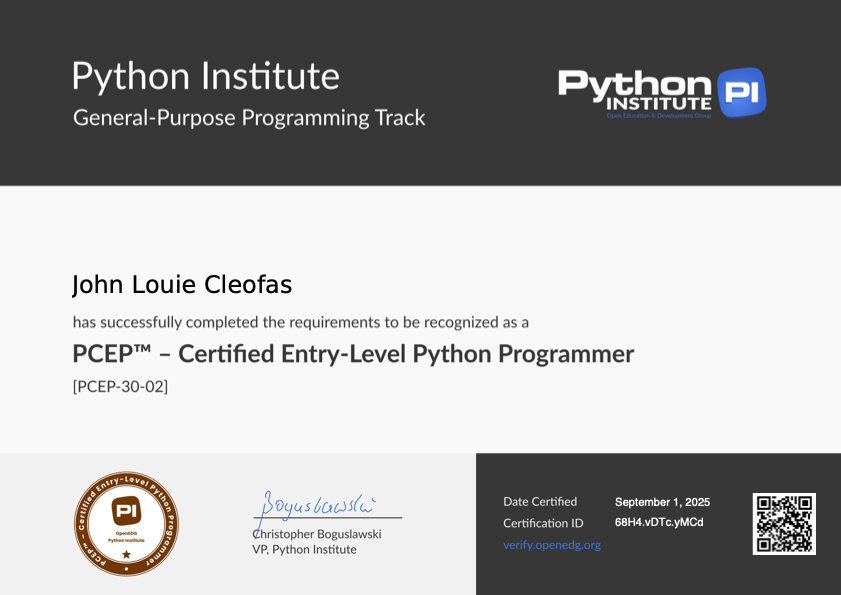 Python Institute
General-Purpose Programming Track
Python
INSTITUTE
PI
Open Education & Development Group
John Louie Cleofas
has successfully completed the requirements to be recognized as a
PCEP™ – Certified Entry-Level Python Programmer
[PCEP-30-02]
PCEP™ – Certified Entry-Level Python Programmer
PI
OpenEDG
Python Institute
Boguslawski
Christopher Boguslawski
VP, Python Institute
Date Certified September 1, 2025
Certification ID 68H4.vDTc.yMCd
verify.openedg.org